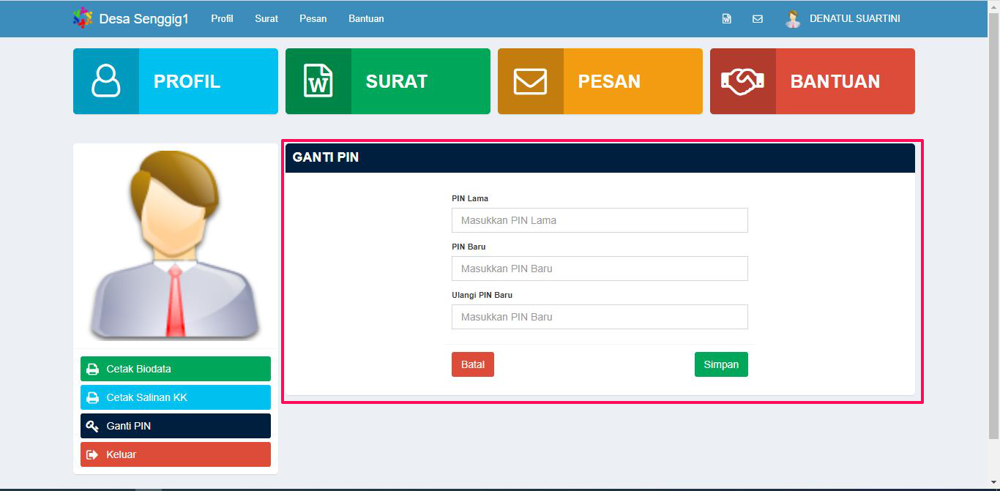 Desa Senggig1 Profil Surat Pesan Bantuan DENATUL SUARTINI
PROFIL SURAT PESAN BANTUAN
GANTI PIN
PIN Lama
Masukkan PIN Lama
PIN Baru
Masukkan PIN Baru
Ulangi PIN Baru
Masukkan PIN Baru
Batal Simpan
Cetak Biodata
Cetak Salinan KK
Ganti PIN
Keluar